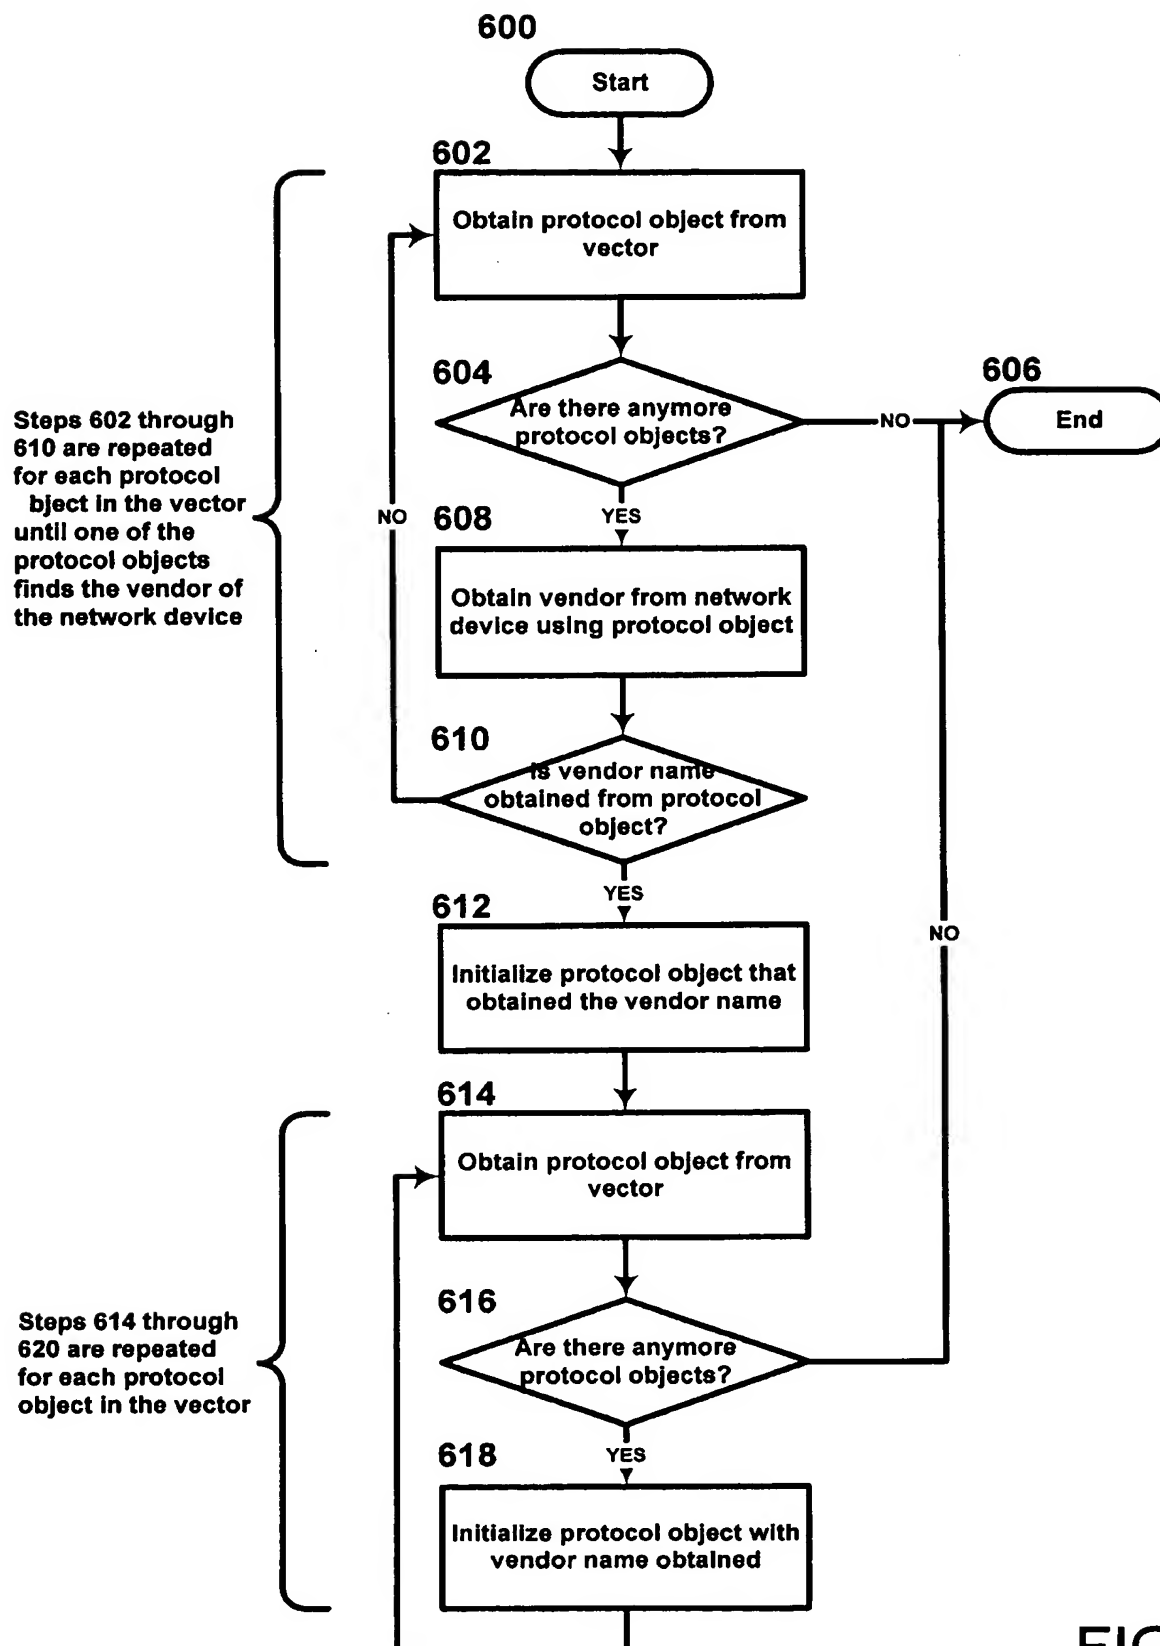 600
Start
602
Obtain protocol object from
vector
604
Are there anymore
protocol objects?
NO
606
End
Steps 602 through
610 are repeated
for each protocol
bject in the vector
until one of the
protocol objects
finds the vendor of
the network device
NO
YES
608
Obtain vendor from network
device using protocol object
610
Is vendor name
obtained from protocol
object?
YES
612
Initialize protocol object that
obtained the vendor name
NO
614
Obtain protocol object from
vector
616
Are there anymore
protocol objects?
Steps 614 through
620 are repeated
for each protocol
object in the vector
YES
618
Initialize protocol object with
vendor name obtained